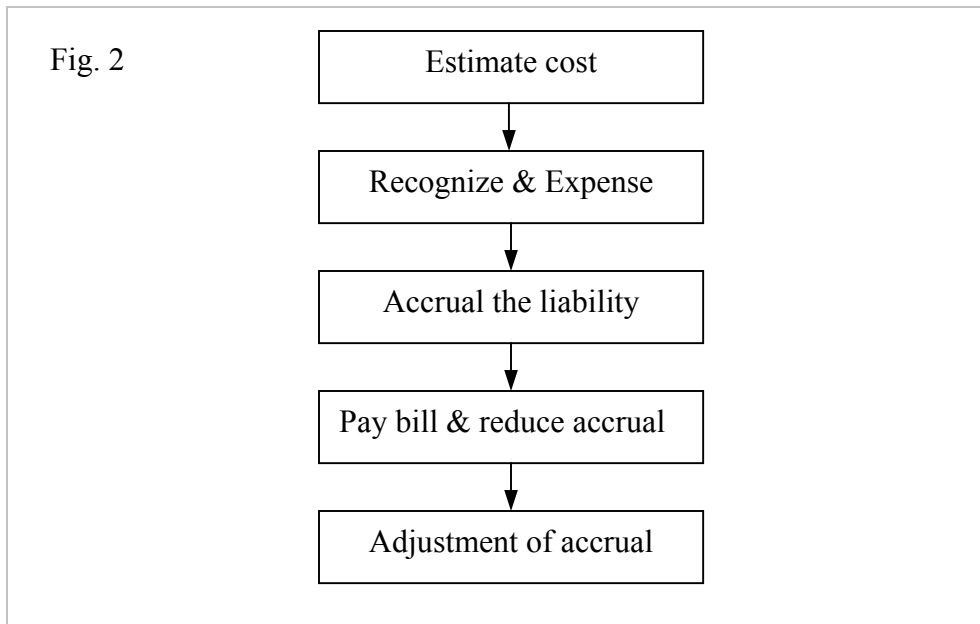 Fig. 2
Estimate cost
Recognize & Expense
Accrual the liability
Pay bill & reduce accrual
Adjustment of accrual